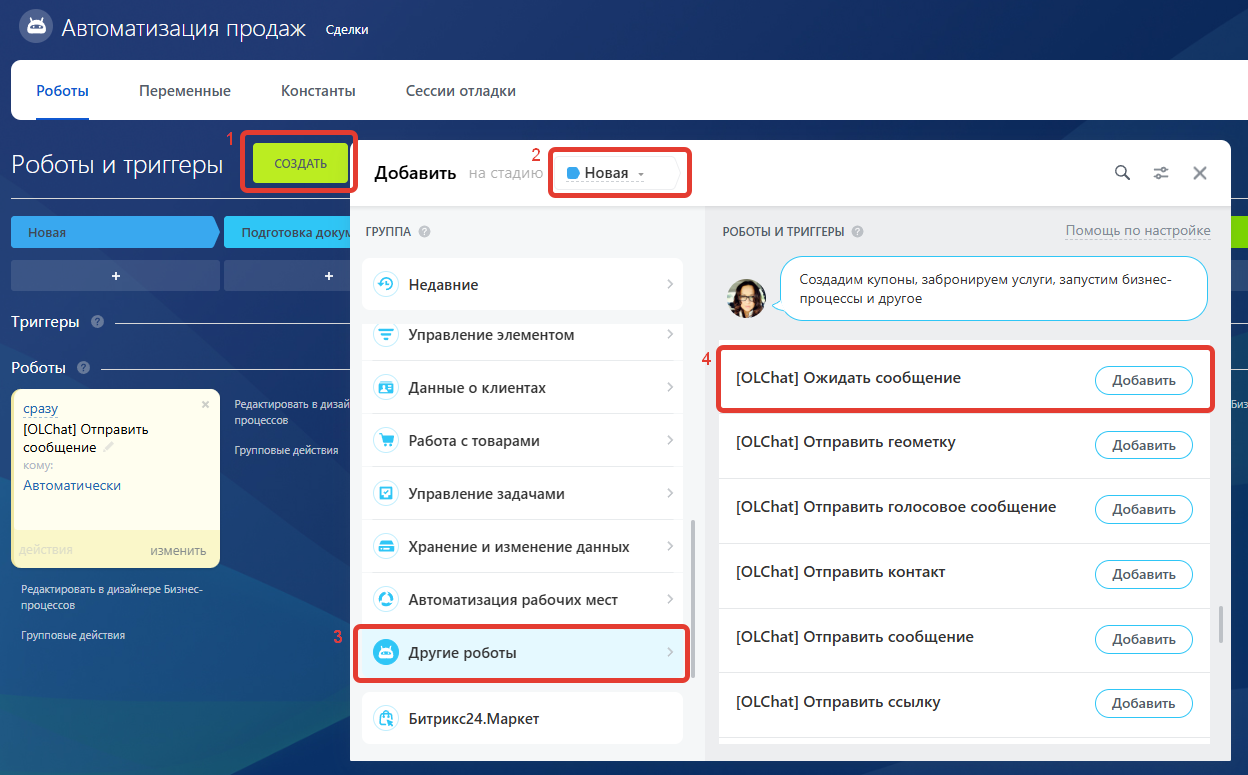 Автоматизация продаж Сделки
Роботы Переменные Константы Сессии отладки
1
Роботы и триггеры СОЗДАТЬ
Новая Подготовка докум
+ +
Триггеры ?
Роботы ?
сразу
[OLChat] Отправить
сообщение
кому:
Автоматически
действия изменить
Редактировать в дизайнере Бизнес-
процессов
Групповые действия
Редактировать в дизай
процессов
Групповые действия
2
Добавить на стадию Новая
ГРУППА ?
Недавние
Управление элементом
Данные о клиентах
Работа с товарами
Управление задачами
Хранение и изменение данных
Автоматизация рабочих мест
3
Другие роботы
Битрикс24.Маркет
РОБОТЫ И ТРИГГЕРЫ ? Помощь по настройке
Создадим купоны, забронируем услуги, запустим бизнес-
процессы и другое
4
[OLChat] Ожидать сообщение Добавить
[OLChat] Отправить геометку Добавить
[OLChat] Отправить голосовое сообщение Добавить
[OLChat] Отправить контакт Добавить
[OLChat] Отправить сообщение Добавить
[OLChat] Отправить ссылку Добавить
Биз